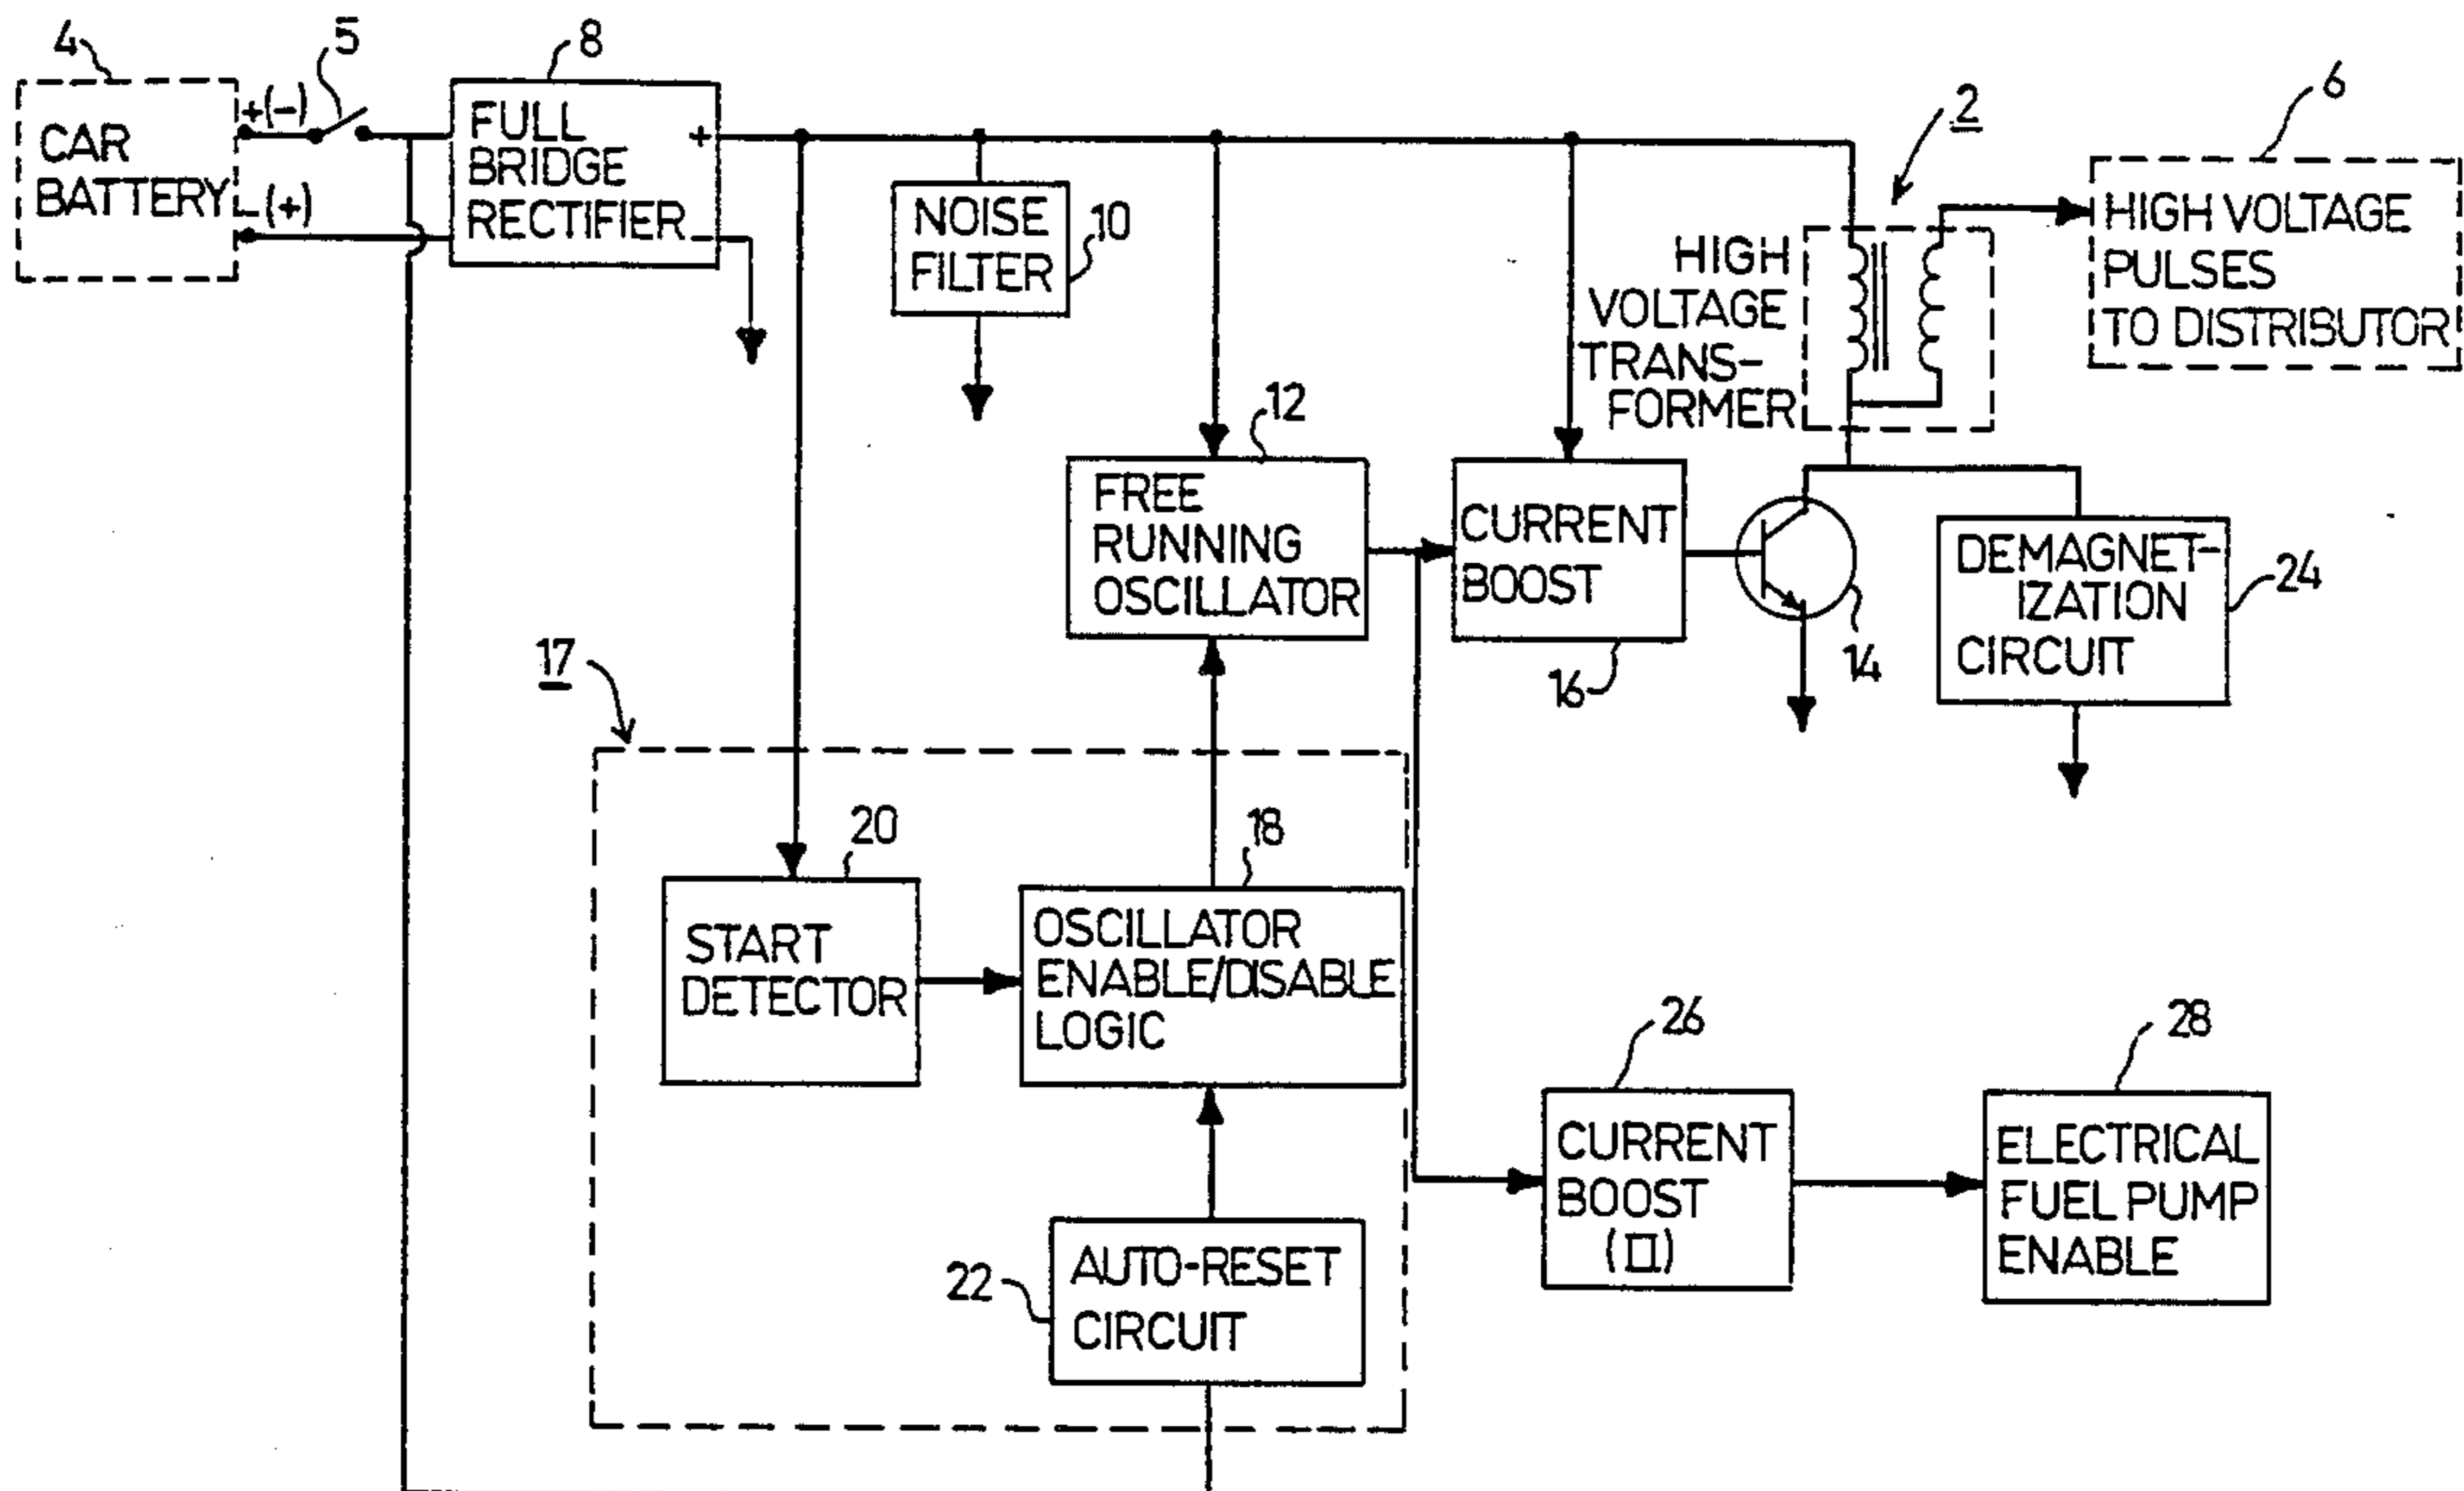 4
5
8
CAR
BATTERY
+(-)
-(+)
FULL
BRIDGE
RECTIFIER
+
-
NOISE
FILTER
10
2
6
HIGH
VOLTAGE
TRANS-
FORMER
HIGH VOLTAGE
PULSES
TO DISTRIBUTOR
12
FREE
RUNNING
OSCILLATOR
CURRENT
BOOST
16
14
DEMAGNET-
IZATION
CIRCUIT
24
17
20
START
DETECTOR
18
OSCILLATOR
ENABLE/DISABLE
LOGIC
22
AUTO-RESET
CIRCUIT
26
CURRENT
BOOST
(II)
28
ELECTRICAL
FUEL PUMP
ENABLE